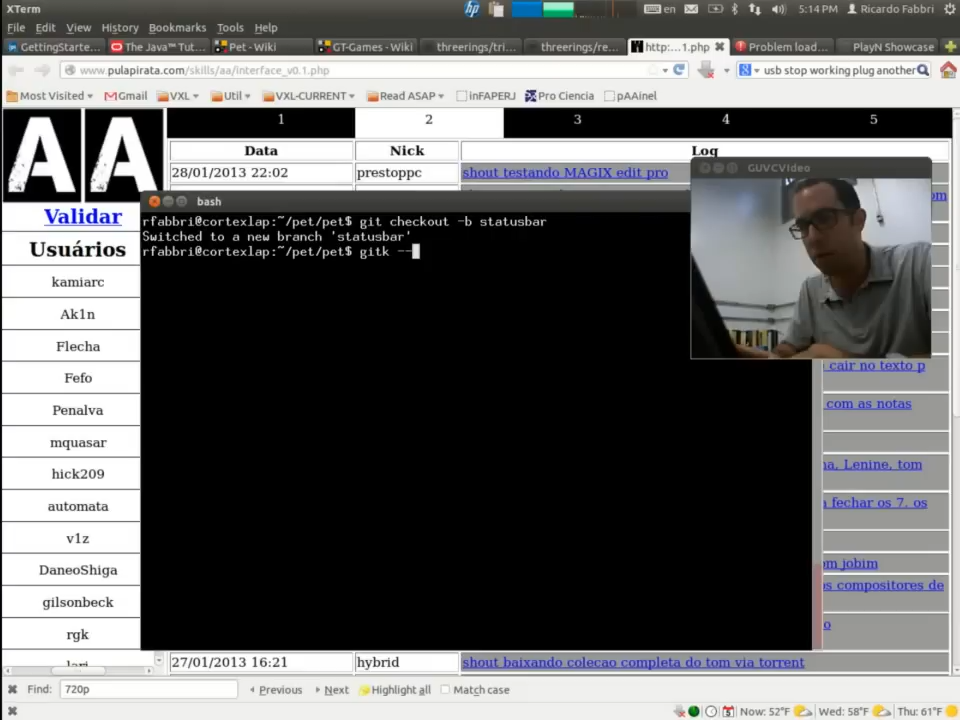 XTerm
en
5:14 PM
Ricardo Fabbri
File Edit View History Bookmarks Tools Help
GettingStarte...
The Java™ Tut...
Pet - Wiki
GT-Games - Wiki
threerings/tri...
threerings/re...
http:...1.php
Problem load...
PlayN Showcase
www.pulapirata.com/skills/aa/interface_v0.1.php
usb stop working plug another
Most Visited
Gmail
VXL
Util
VXL-CURRENT
Read ASAP
inFAPERJ
Pro Ciencia
pAAinel
AA
1 2 3 4 5
Data Nick Log
28/01/2013 22:02 prestoppc shout testando MAGIX edit pro
GUVCVideo
om
Validar
Usuários
kamiarc
Ak1n
Flecha
Fefo
Penalva
mquasar
hick209
automata
v1z
DaneoShiga
gilsonbeck
rgk
bash
rfabbri@cortexlap:~/pet/pet$ git checkout -b statusbar
Switched to a new branch 'statusbar'
rfabbri@cortexlap:~/pet/pet$ gitk --
cair no texto p
com as notas
na, Lenine, tom
fechar os 7. os
om jobim
os compositores de
o
27/01/2013 16:21 hybrid shout baixando colecao completa do tom via torrent
Find: 720p Previous Next Highlight all Match case
Now: 52°F Wed: 58°F Thu: 61°F